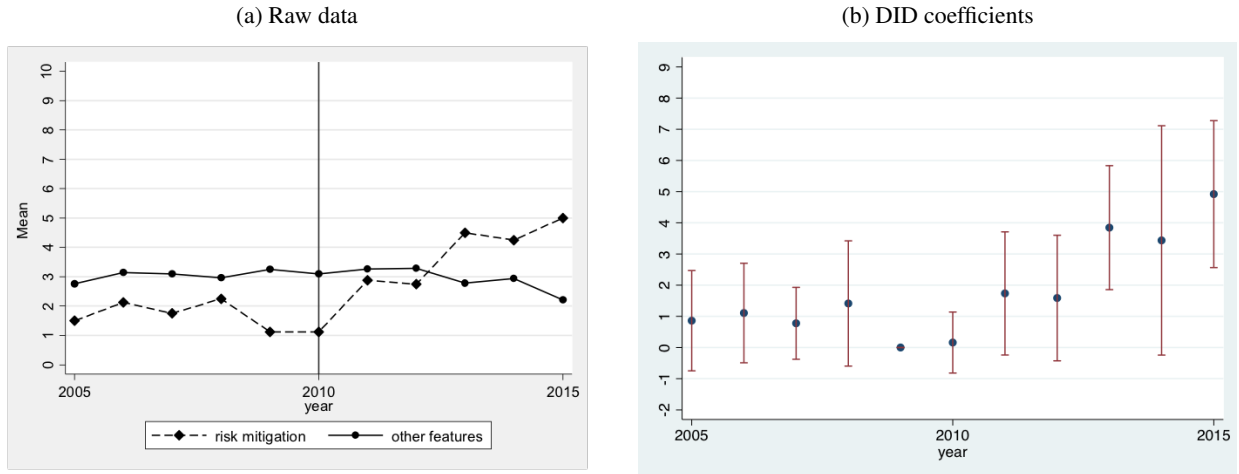 (a) Raw data
10
9
8
7
6
5
4
3
2
1
0
Mean
2005 2010 2015
year
risk mitigation other features
(b) DID coefficients
9
8
7
6
5
4
3
2
1
0
-1
-2
2005 2010 2015
year